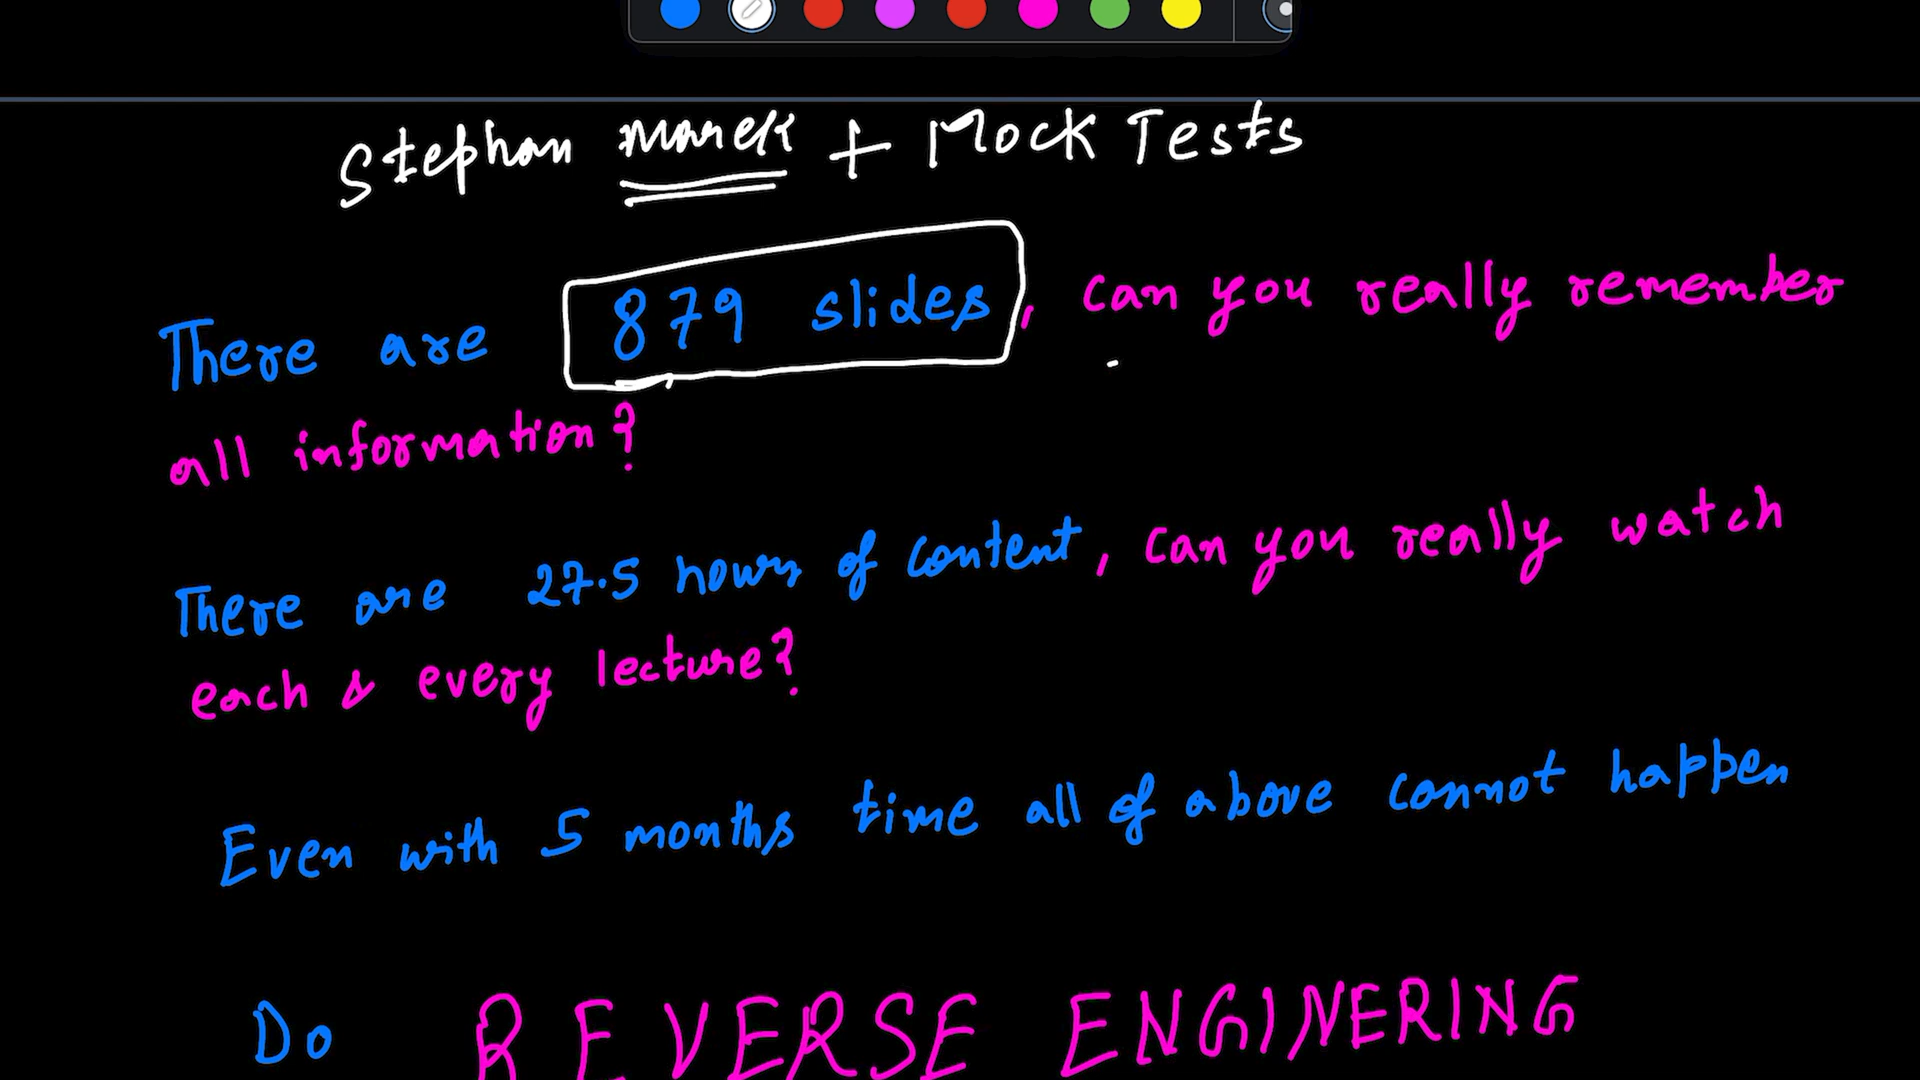 Stephan Marek + Mock Tests
There are 879 slides, can you really remember
all information?
There are 27.5 hours of content, can you really watch
each & every lecture?
Even with 5 months time all of above cannot happen
Do REVERSE ENGINERING